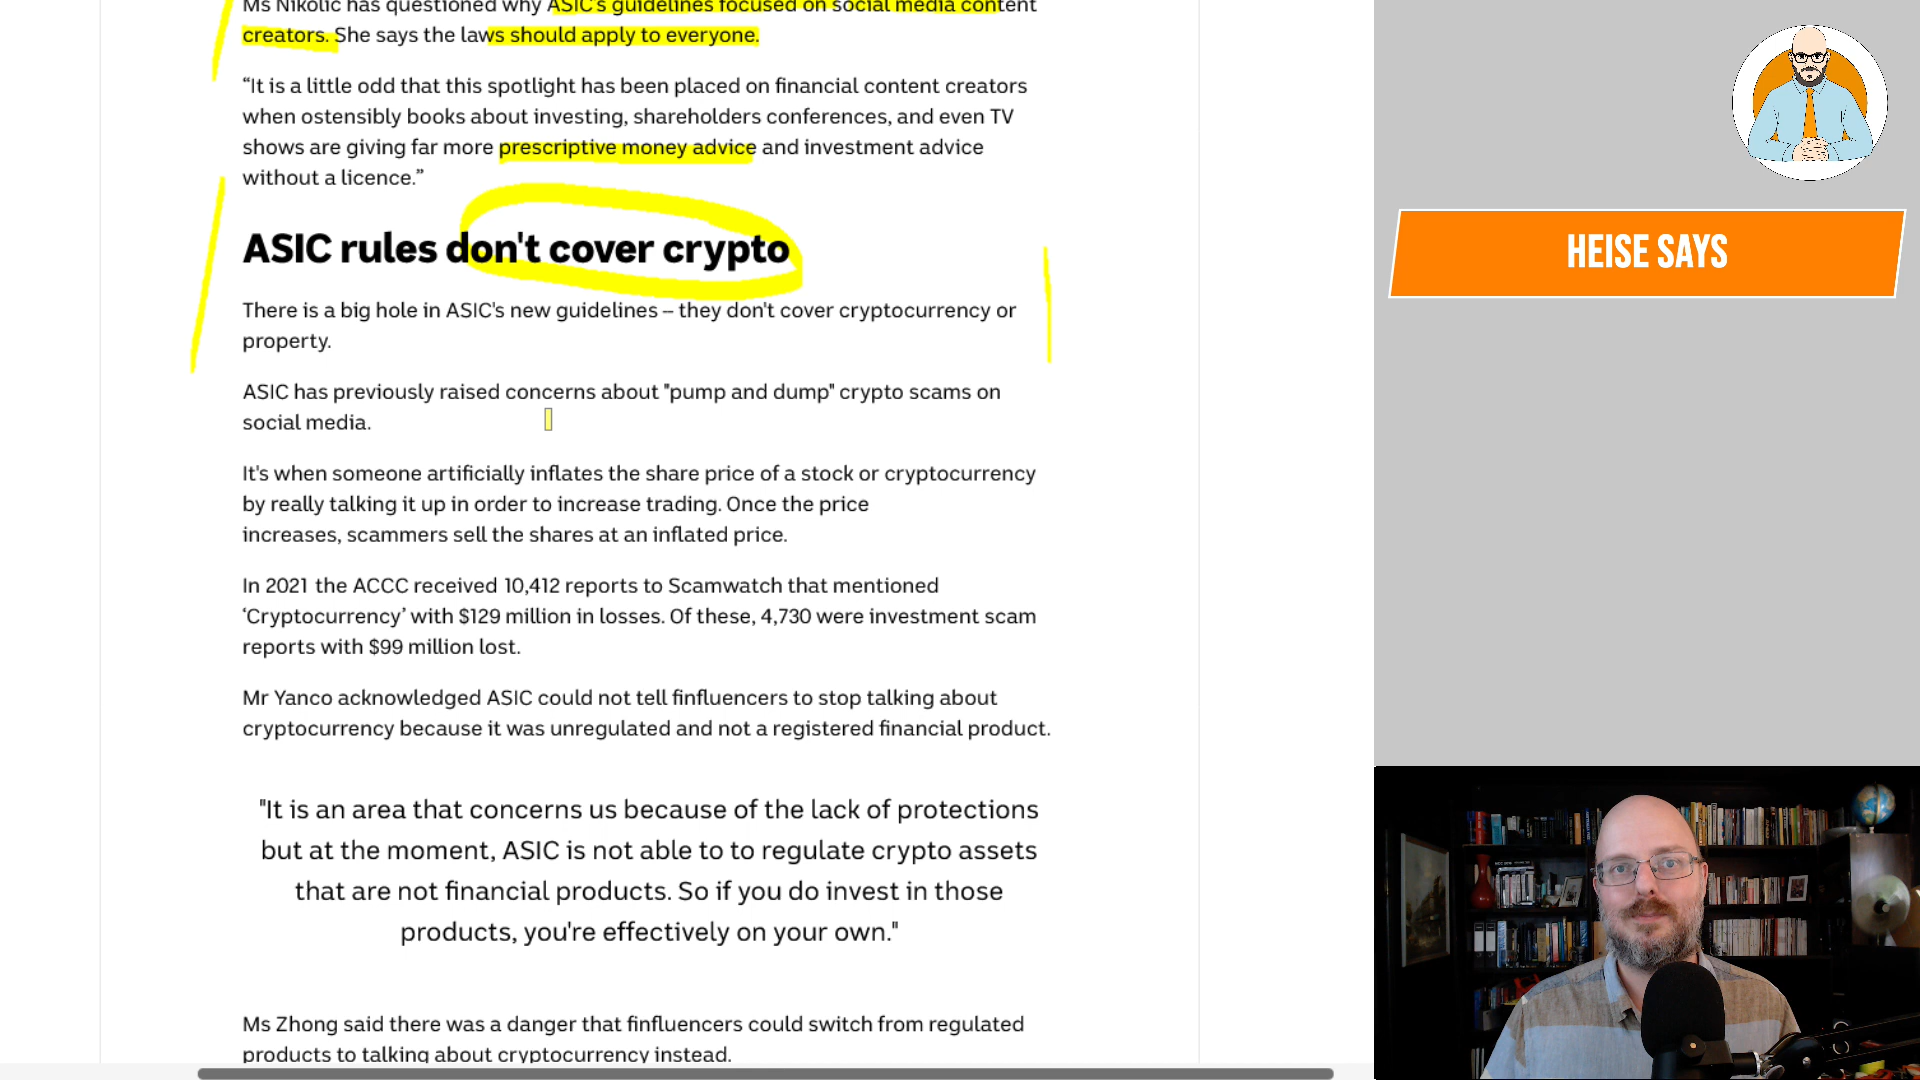 Ms Nikolic has questioned why ASIC's guidelines focused on social media content
creators. She says the laws should apply to everyone.
“It is a little odd that this spotlight has been placed on financial content creators
when ostensibly books about investing, shareholders conferences, and even TV
shows are giving far more prescriptive money advice and investment advice
without a licence.”
ASIC rules don't cover crypto
There is a big hole in ASIC's new guidelines – they don't cover cryptocurrency or
property.
ASIC has previously raised concerns about "pump and dump" crypto scams on
social media.
It's when someone artificially inflates the share price of a stock or cryptocurrency
by really talking it up in order to increase trading. Once the price
increases, scammers sell the shares at an inflated price.
In 2021 the ACCC received 10,412 reports to Scamwatch that mentioned
‘Cryptocurrency’ with $129 million in losses. Of these, 4,730 were investment scam
reports with $99 million lost.
Mr Yanco acknowledged ASIC could not tell finfluencers to stop talking about
cryptocurrency because it was unregulated and not a registered financial product.
"It is an area that concerns us because of the lack of protections
but at the moment, ASIC is not able to to regulate crypto assets
that are not financial products. So if you do invest in those
products, you're effectively on your own."
Ms Zhong said there was a danger that finfluencers could switch from regulated
products to talking about cryptocurrency instead.
HEISE SAYS